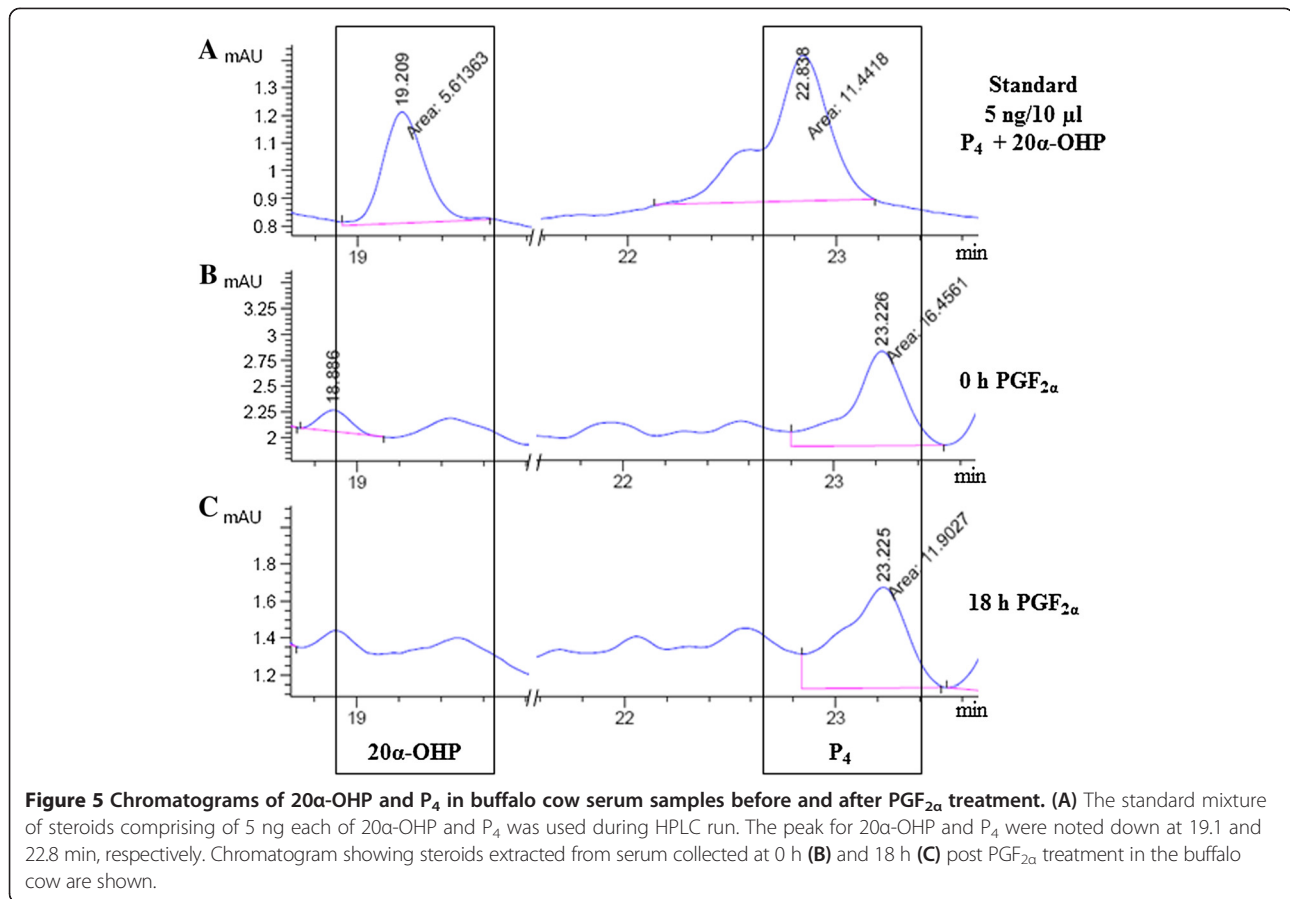 A mAU
1.3
1.2
1.1
1
0.9
0.8
19.209
Area: 5.61363
22.838
Area: 11.4418
19
22
23
min
Standard
5 ng/10 µl
P4 + 20α-OHP
B mAU
3.25
3
2.75
2.5
2.25
2
18.886
23.226
Area: 16.4561
19
22
23
min
0 h PGF2α
C mAU
1.8
1.6
1.4
1.2
23.225
Area: 11.9027
19
22
23
min
18 h PGF2α
20α-OHP
P4
Figure 5 Chromatograms of 20α-OHP and P4 in buffalo cow serum samples before and after PGF2α treatment. (A) The standard mixture
of steroids comprising of 5 ng each of 20α-OHP and P4 was used during HPLC run. The peak for 20α-OHP and P4 were noted down at 19.1 and
22.8 min, respectively. Chromatogram showing steroids extracted from serum collected at 0 h (B) and 18 h (C) post PGF2α treatment in the buffalo
cow are shown.